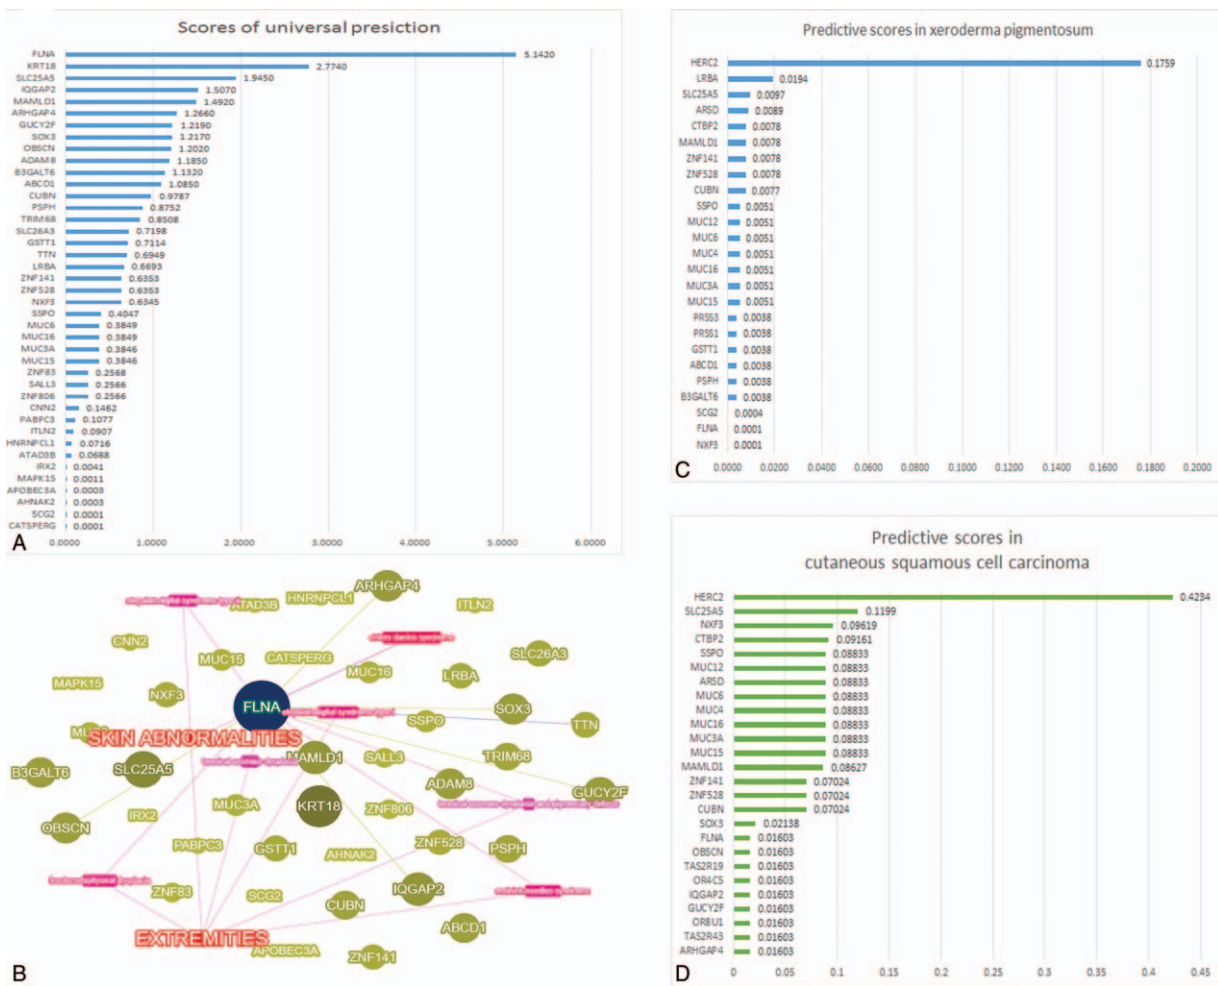 Scores of universal presiction
FLNA 5.1420
KRT18 2.7740
SLC25A5 1.9450
IQGAP2 1.5070
MAMLD1 1.4920
ARHGAP4 1.2660
GUCY2F 1.2190
SOX3 1.2170
OBSCN 1.2020
ADAM8 1.1850
B3GALT6 1.1320
ABCD1 1.0850
CUBN 0.9787
PSPH 0.8752
TRIM68 0.8508
SLC26A3 0.7198
GSTT1 0.7114
TTN 0.6949
LRBA 0.6693
ZNF141 0.6353
ZNF528 0.6353
NXF3 0.6345
SSPO 0.4047
MUC6 0.3849
MUC16 0.3849
MUC3A 0.3846
MUC15 0.3846
ZNF83 0.2568
SALL3 0.2566
ZNF806 0.2566
CNN2 0.1462
PABPC3 0.1077
ITLN2 0.0907
HNRNPCL1 0.0716
ATAD3B 0.0688
IRX2 0.0041
MAPK15 0.0011
APOBEC3A 0.0003
AHNAK2 0.0003
SCG2 0.0001
CATSPERG 0.0001
0.0000 1.0000 2.0000 3.0000 4.0000 5.0000 6.0000
A
ARHGAP4
HNRNPCL1
ATAD3B
ITLN2
CNN2
SLC26A3
MUC15
CATSPERG
MUC16
LRBA
MAPK15
NXF3
FLNA
SOX3
SSPO
TTN
SKIN ABNORMALITIES
MAMLD1
SALL3
TRIM68
B3GALT6
SLC25A5
ADAM8
GUCY2F
MUC3A
KRT18
ZNF806
IRX2
OBSCN
PABPC3
GSTT1
AHNAK2
ZNF528
PSPH
ZNF83
SCG2
CUBN
IQGAP2
ABCD1
EXTREMITIES
APOBEC3A
ZNF141
B
Predictive scores in xeroderma pigmentosum
HERC2 0.1759
LRBA 0.0194
SLC25A5 0.0097
ARSD 0.0089
CTBP2 0.0078
MAMLD1 0.0078
ZNF141 0.0078
ZNF528 0.0078
CUBN 0.0077
SSPO 0.0051
MUC12 0.0051
MUC6 0.0051
MUC4 0.0051
MUC16 0.0051
MUC3A 0.0051
MUC15 0.0051
PRSS3 0.0038
PRSS1 0.0038
GSTT1 0.0038
ABCD1 0.0038
PSPH 0.0038
B3GALT6 0.0038
SCG2 0.0004
FLNA 0.0001
NXF3 0.0001
0.0000 0.0200 0.0400 0.0600 0.0800 0.1000 0.1200 0.1400 0.1600 0.1800 0.2000
C
Predictive scores in
cutaneous squamous cell carcinoma
HERC2 0.4234
SLC25A5 0.1199
NXF3 0.09619
CTBP2 0.09161
SSPO 0.08833
MUC12 0.08833
ARSD 0.08833
MUC6 0.08833
MUC4 0.08833
MUC16 0.08833
MUC3A 0.08833
MUC15 0.08833
MAMLD1 0.08627
ZNF141 0.07024
ZNF528 0.07024
CUBN 0.07024
SOX3 0.02138
FLNA 0.01603
OBSCN 0.01603
TAS2R19 0.01603
OR4C5 0.01603
IQGAP2 0.01603
GUCY2F 0.01603
OR8U1 0.01603
TAS2R43 0.01603
ARHGAP4 0.01603
0 0.05 0.1 0.15 0.2 0.25 0.3 0.35 0.4 0.45
D